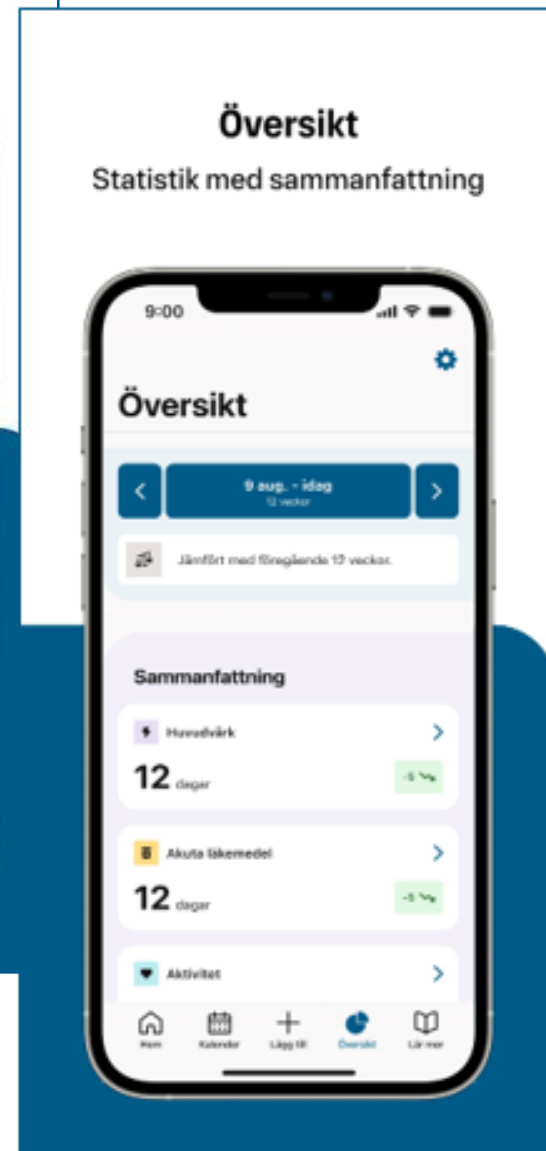 Översikt
Statistik med sammanfattning
9:00
Översikt
9 aug. - idag
12 veckor
Jämfört med föregående 12 veckor.
Sammanfattning
Huvudvärk
12 dagar
-5
Akuta läkemedel
12 dagar
-5
Aktivitet
Hem
Kalender
Lägg till
Översikt
Lär mer